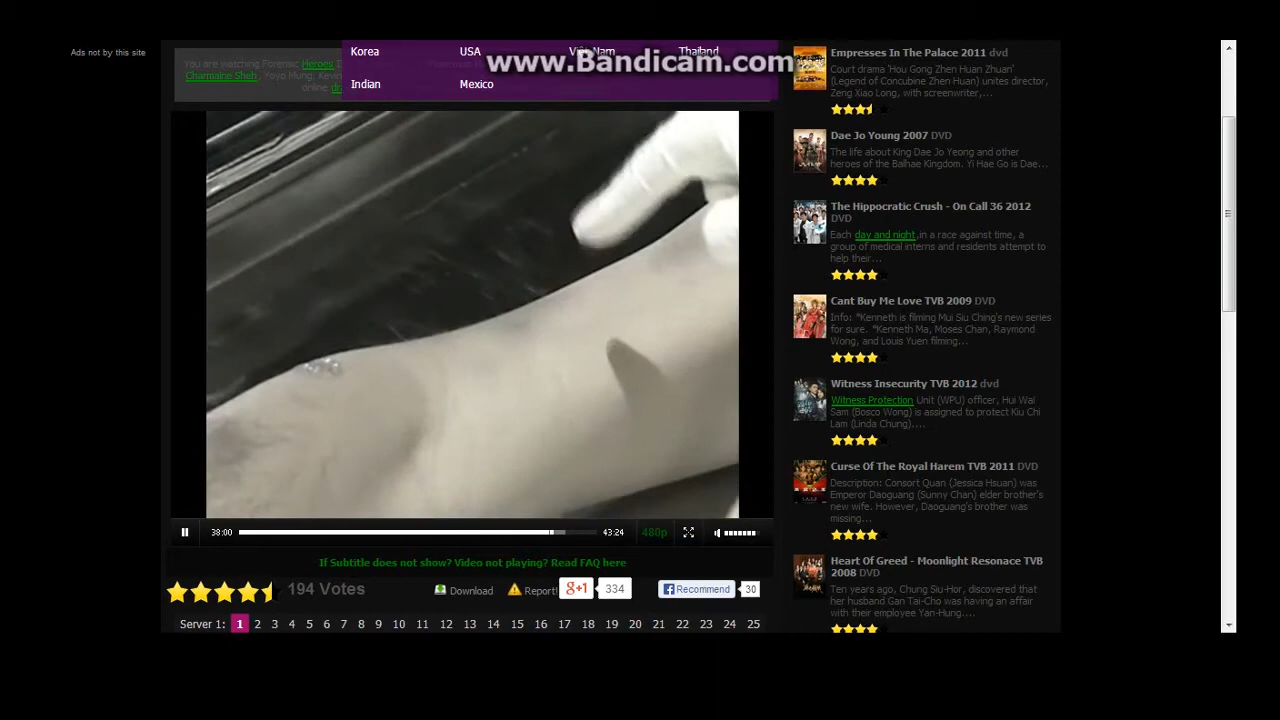 Ads not by this site
Korea USA Viet Nam Thailand
Indian Mexico
www.Bandicam.com
You are watching Forensic Heroes
Charmaine Sheh, Yoyo Mung, Kevin
online
38:00 43:24 480p
If Subtitle does not show? Video not playing? Read FAQ here
194 Votes Download Report! g+1 334 Recommend 30
Server 1: 1 2 3 4 5 6 7 8 9 10 11 12 13 14 15 16 17 18 19 20 21 22 23 24 25
Empresses In The Palace 2011 dvd
Court drama 'Hou Gong Zhen Huan Zhuan'
(Legend of Concubine Zhen Huan) unites director,
Zeng Xiao Long, with screenwriter,...
Dae Jo Young 2007 DVD
The life about King Dae Jo Yeong and other
heroes of the Balhae Kingdom. Yi Hae Go is Dae...
The Hippocratic Crush - On Call 36 2012
DVD
Each day and night,in a race against time, a
group of medical interns and residents attempt to
help their...
Cant Buy Me Love TVB 2009 DVD
Info: "Kenneth is filming Mui Siu Ching's new series
for sure. "Kenneth Ma, Moses Chan, Raymond
Wong, and Louis Yuen filming...
Witness Insecurity TVB 2012 dvd
Witness Protection Unit (WPU) officer, Hui Wai
Sam (Bosco Wong) is assigned to protect Kiu Chi
Lam (Linda Chung)....
Curse Of The Royal Harem TVB 2011 DVD
Description: Consort Quan (Jessica Hsuan) was
Emperor Daoguang (Sunny Chan) elder brother's
new wife. However, Daoguang's brother was
missing...
Heart Of Greed - Moonlight Resonace TVB
2008 DVD
Ten years ago, Chung Siu-Hor, discovered that
her husband Gan Tai-Cho was having an affair
with their employee Yan-Hung....